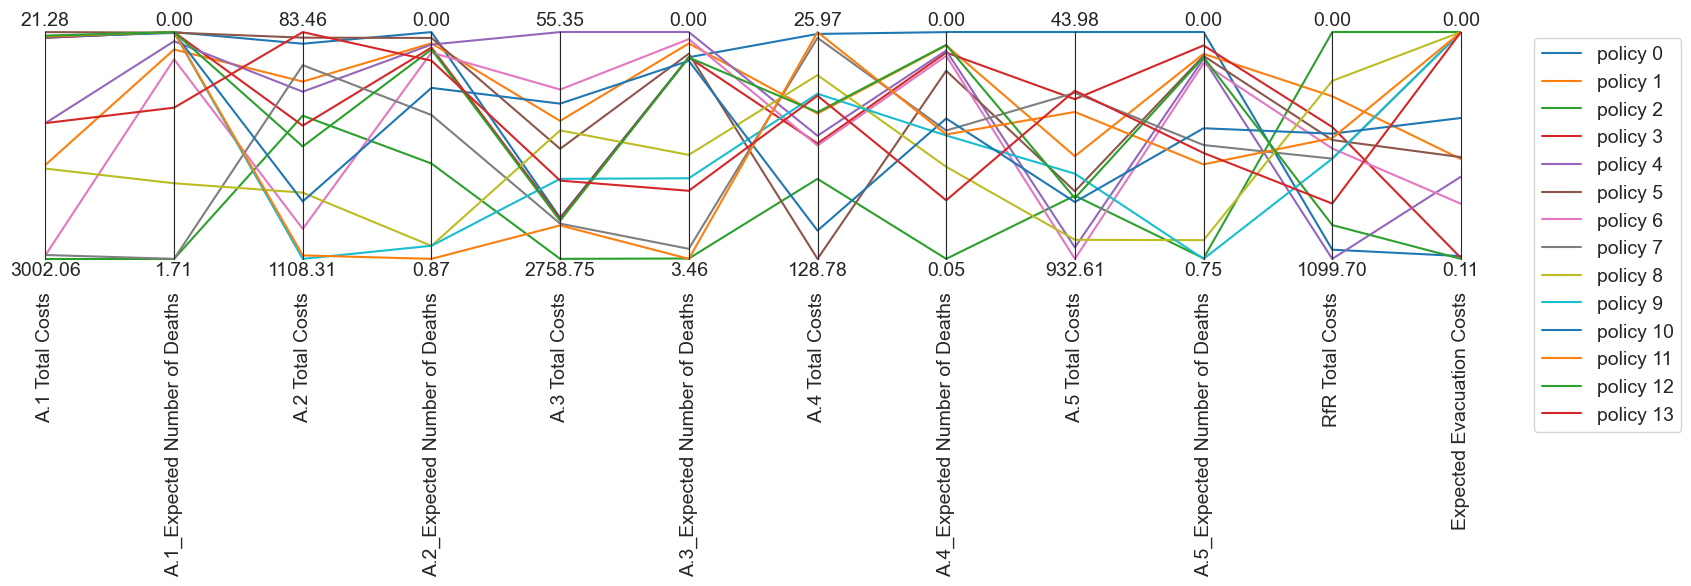 21.28
0.00
83.46
0.00
55.35
0.00
25.97
0.00
43.98
0.00
0.00
0.00
3002.06
1.71
1108.31
0.87
2758.75
3.46
128.78
0.05
932.61
0.75
1099.70
0.11
A.1 Total Costs
A.1_Expected Number of Deaths
A.2 Total Costs
A.2_Expected Number of Deaths
A.3 Total Costs
A.3_Expected Number of Deaths
A.4 Total Costs
A.4_Expected Number of Deaths
A.5 Total Costs
A.5_Expected Number of Deaths
RfR Total Costs
Expected Evacuation Costs
policy 0
policy 1
policy 2
policy 3
policy 4
policy 5
policy 6
policy 7
policy 8
policy 9
policy 10
policy 11
policy 12
policy 13